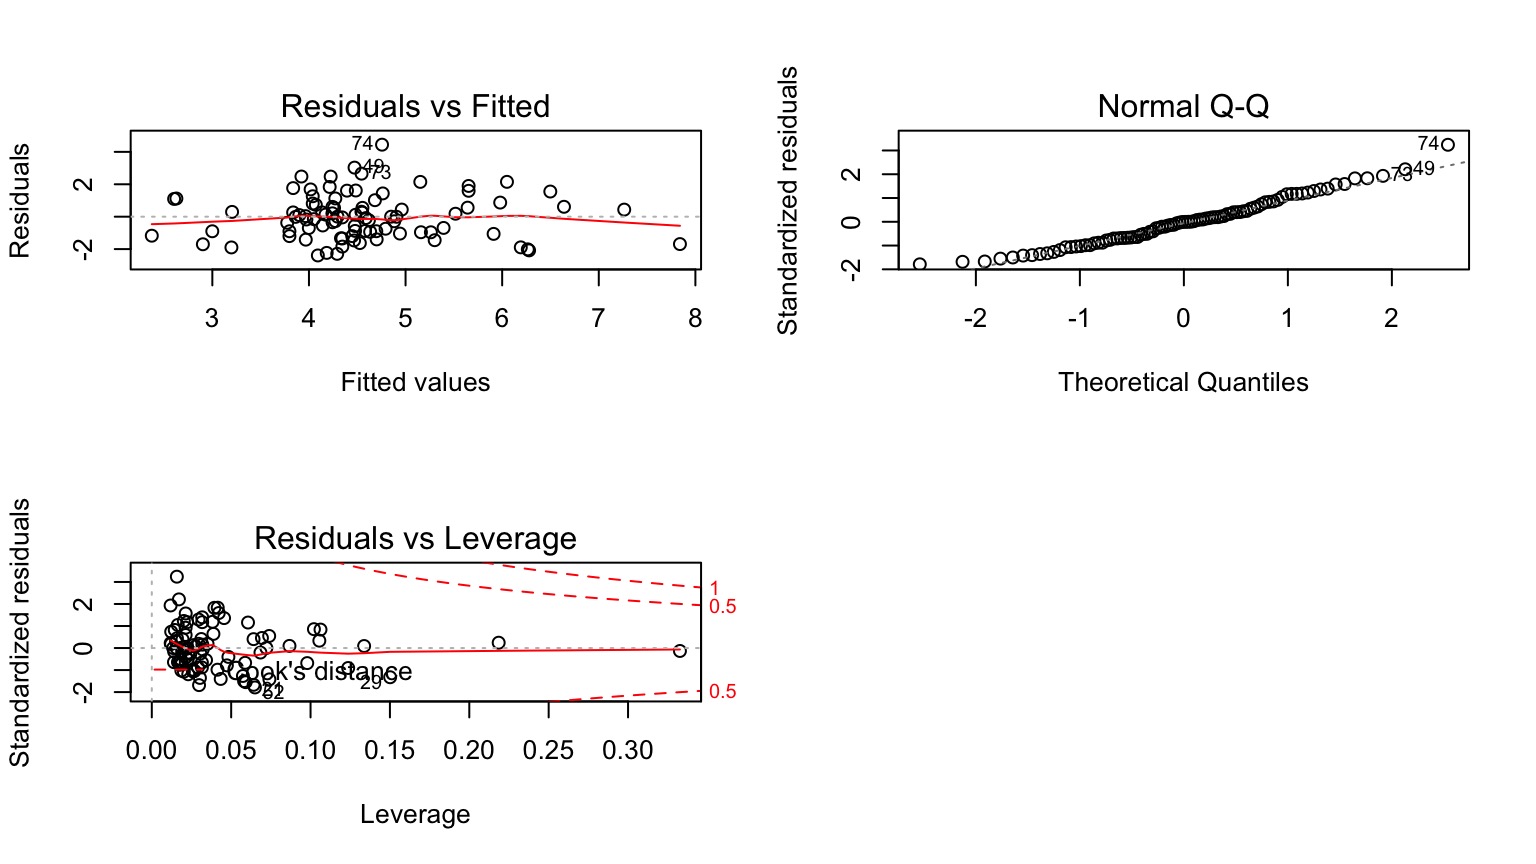 Residuals vs Fitted
Residuals
2
-2
74
49
73
3 4 5 6 7 8
Fitted values
Normal Q-Q
Standardized residuals
2
0
-2
74
49
73
-2 -1 0 1 2
Theoretical Quantiles
Residuals vs Leverage
Standardized residuals
2
0
-2
1
0.5
0.5
ok's distance
29
32
0.00 0.05 0.10 0.15 0.20 0.25 0.30
Leverage